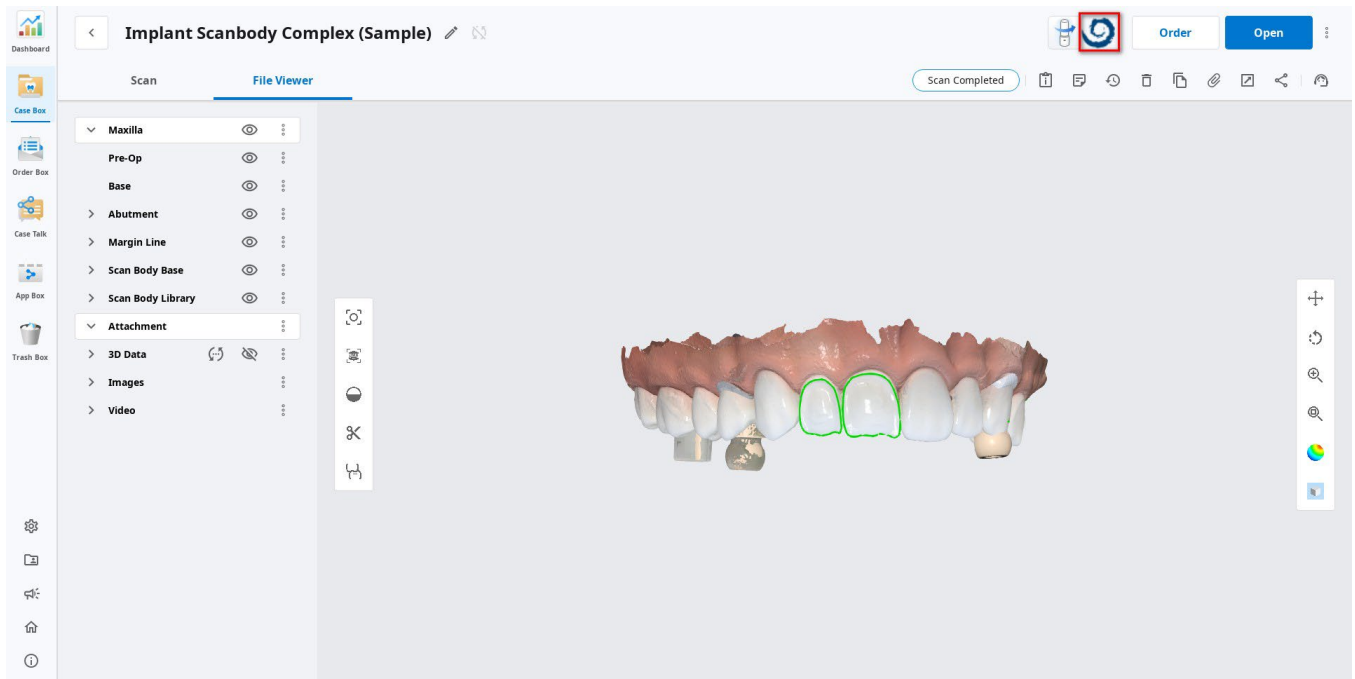 Dashboard
Case Box
Order Box
Case Talk
App Box
Trash Box
Implant Scanbody Complex (Sample)
Order
Open
Scan
File Viewer
Scan Completed
Maxilla
Pre-Op
Base
Abutment
Margin Line
Scan Body Base
Scan Body Library
Attachment
3D Data
Images
Video